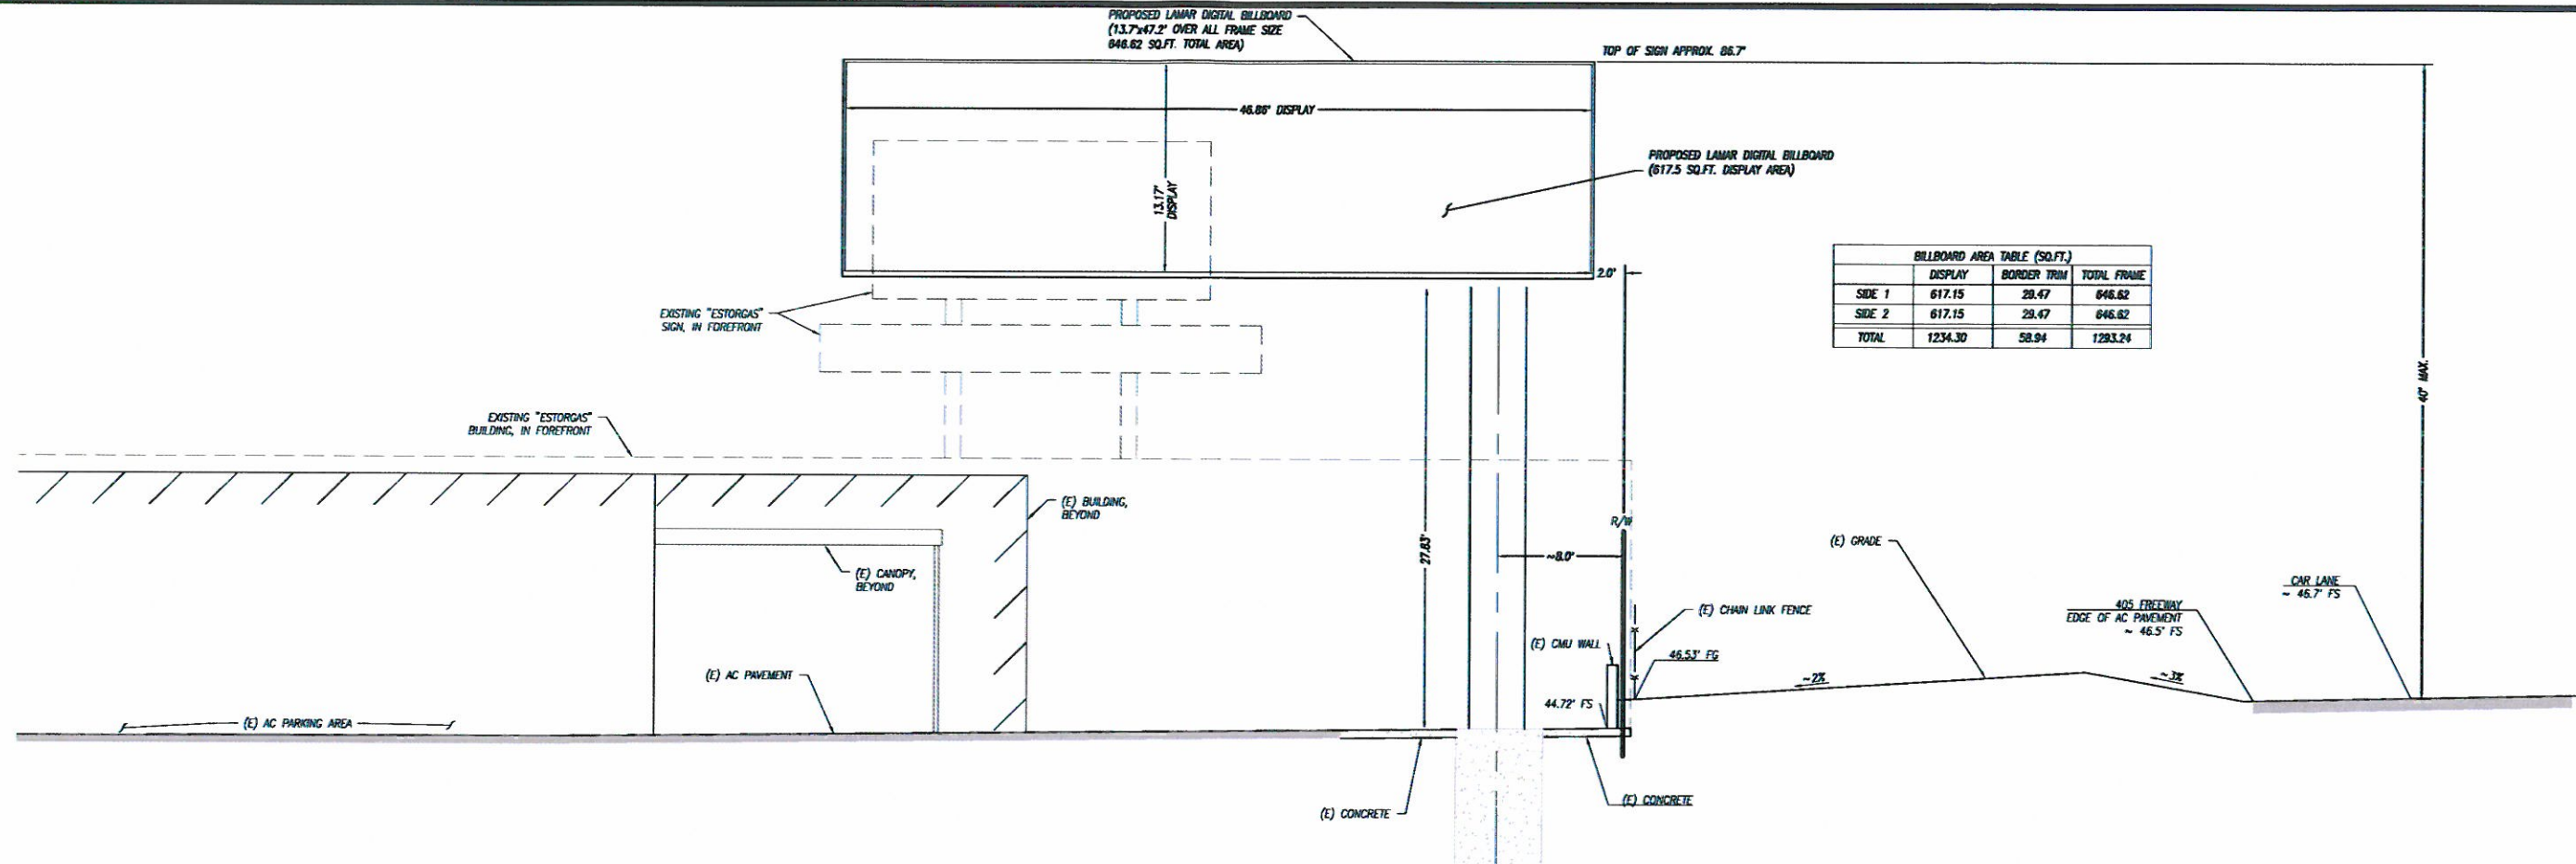 PROPOSED LAMAR DIGITAL BILLBOARD
(13.7'x47.2' OVER ALL FRAME SIZE
646.62 SQ.FT. TOTAL AREA)
TOP OF SIGN APPROX. 86.7'
46.86' DISPLAY
13.17'
DISPLAY
PROPOSED LAMAR DIGITAL BILLBOARD
(617.5 SQ.FT. DISPLAY AREA)
2.0'
BILLBOARD AREA TABLE (SQ.FT.)
DISPLAY BORDER TRIM TOTAL FRAME
SIDE 1 617.15 29.47 646.62
SIDE 2 617.15 29.47 646.62
TOTAL 1234.30 58.94 1293.24
EXISTING "ESTORGAS"
SIGN, IN FOREFRONT
40' MAX.
EXISTING "ESTORGAS"
BUILDING, IN FOREFRONT
(E) BUILDING,
BEYOND
R/W
27.83'
~8.0'
(E) GRADE
(E) CANOPY,
BEYOND
CAR LANE
~ 46.7' FS
405 FREEWAY
EDGE OF AC PAVEMENT
~ 46.5' FS
(E) CHAIN LINK FENCE
(E) CMU WALL
46.53' FG
(E) AC PAVEMENT
~2%
~3%
44.72' FS
(E) AC PARKING AREA
(E) CONCRETE
(E) CONCRETE